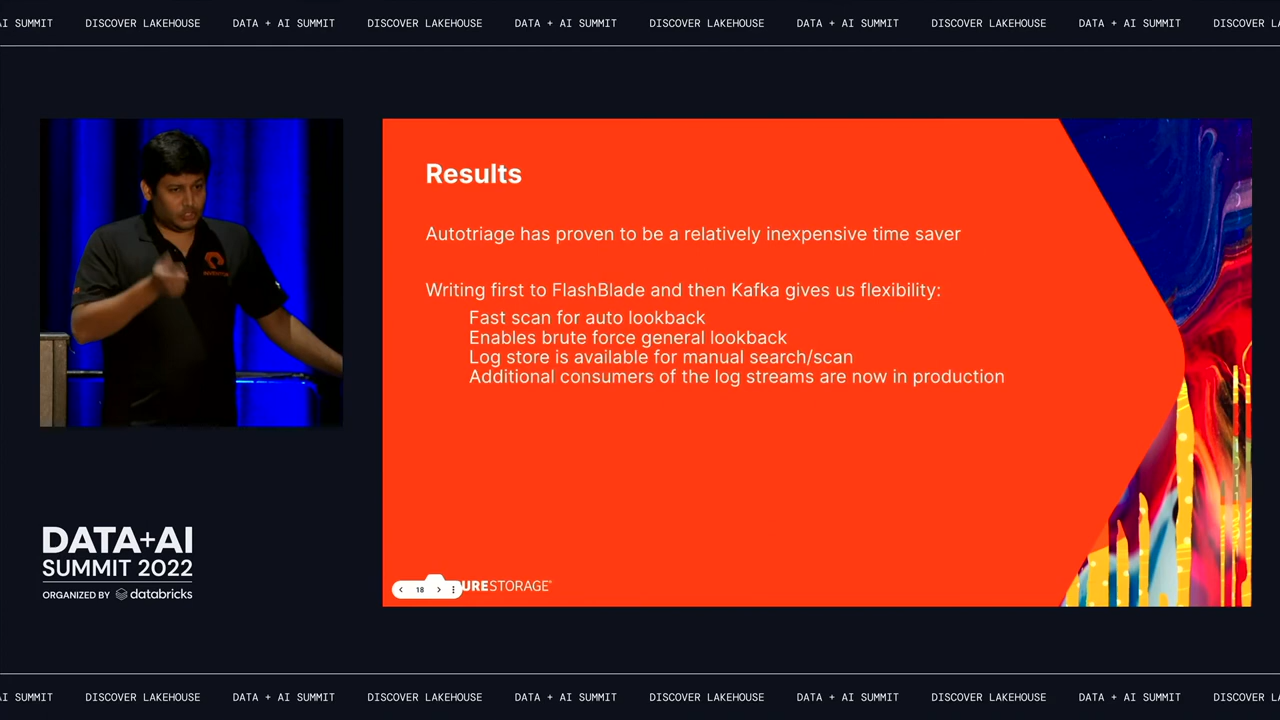 AI SUMMIT DISCOVER LAKEHOUSE DATA + AI SUMMIT DISCOVER LAKEHOUSE DATA + AI SUMMIT DISCOVER LAKEHOUSE DATA + AI SUMMIT DISCOVER LAKEHOUSE DATA + AI SUMMIT DISCOVER
Results
Autotriage has proven to be a relatively inexpensive time saver
Writing first to FlashBlade and then Kafka gives us flexibility:
Fast scan for auto lookback
Enables brute force general lookback
Log store is available for manual search/scan
Additional consumers of the log streams are now in production
18
URESTORAGE
DATA+AI
SUMMIT 2022
ORGANIZED BY databricks
AI SUMMIT DISCOVER LAKEHOUSE DATA + AI SUMMIT DISCOVER LAKEHOUSE DATA + AI SUMMIT DISCOVER LAKEHOUSE DATA + AI SUMMIT DISCOVER LAKEHOUSE DATA + AI SUMMIT DISCOVER